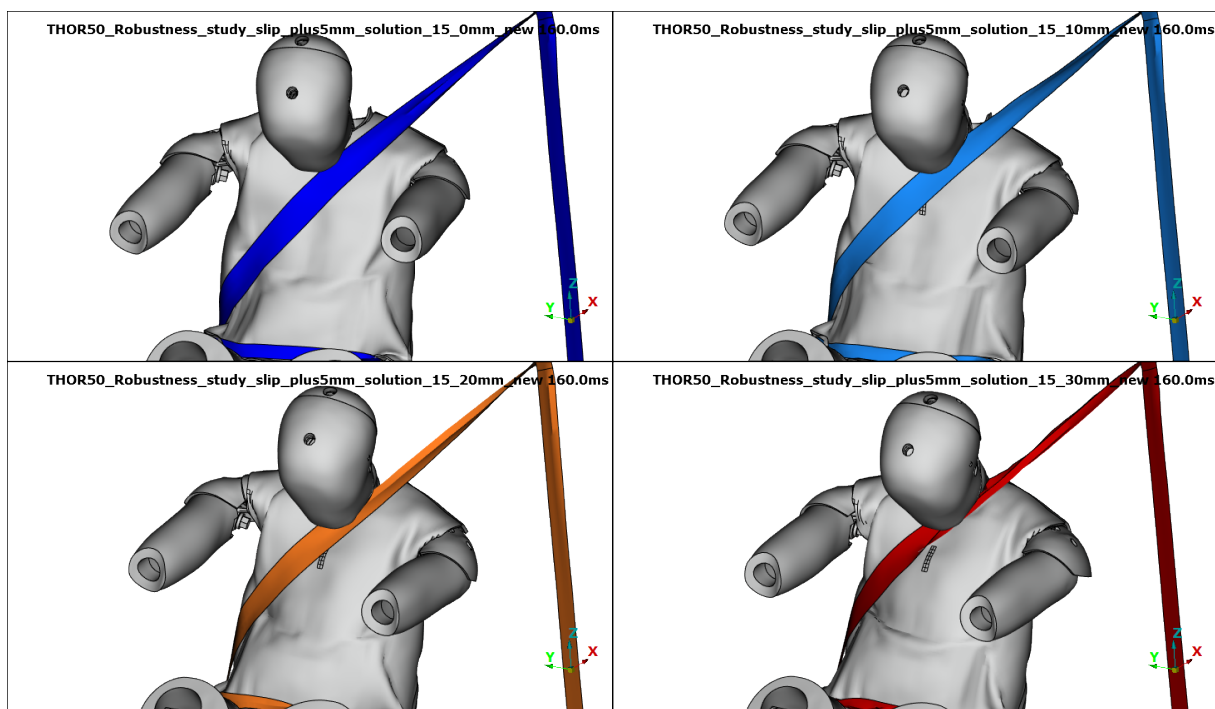 THOR50_Robustness_study_slip_plus5mm_solution_15_0mm_new 160.0ms
Z
Y
X
THOR50_Robustness_study_slip_plus5mm_solution_15_10mm_new 160.0ms
Z
Y
X
THOR50_Robustness_study_slip_plus5mm_solution_15_20mm_new 160.0ms
Z
Y
X
THOR50_Robustness_study_slip_plus5mm_solution_15_30mm_new 160.0ms
Z
Y
X